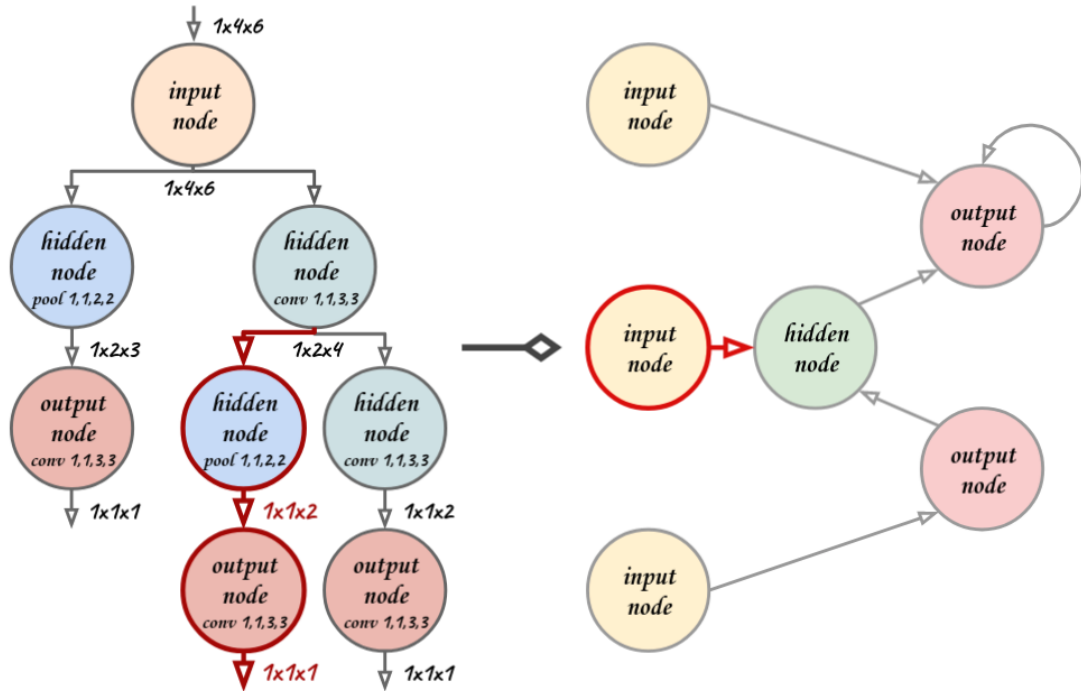 1x4x6
input
node
1x4x6
hidden
node
pool 1,1,2,2
hidden
node
conv 1,1,3,3
1x2x3
1x2x4
output
node
conv 1,1,3,3
hidden
node
pool 1,1,2,2
hidden
node
conv 1,1,3,3
1x1x1
1x1x2
1x1x2
output
node
conv 1,1,3,3
output
node
conv 1,1,3,3
1x1x1
1x1x1
input
node
output
node
input
node
hidden
node
output
node
input
node